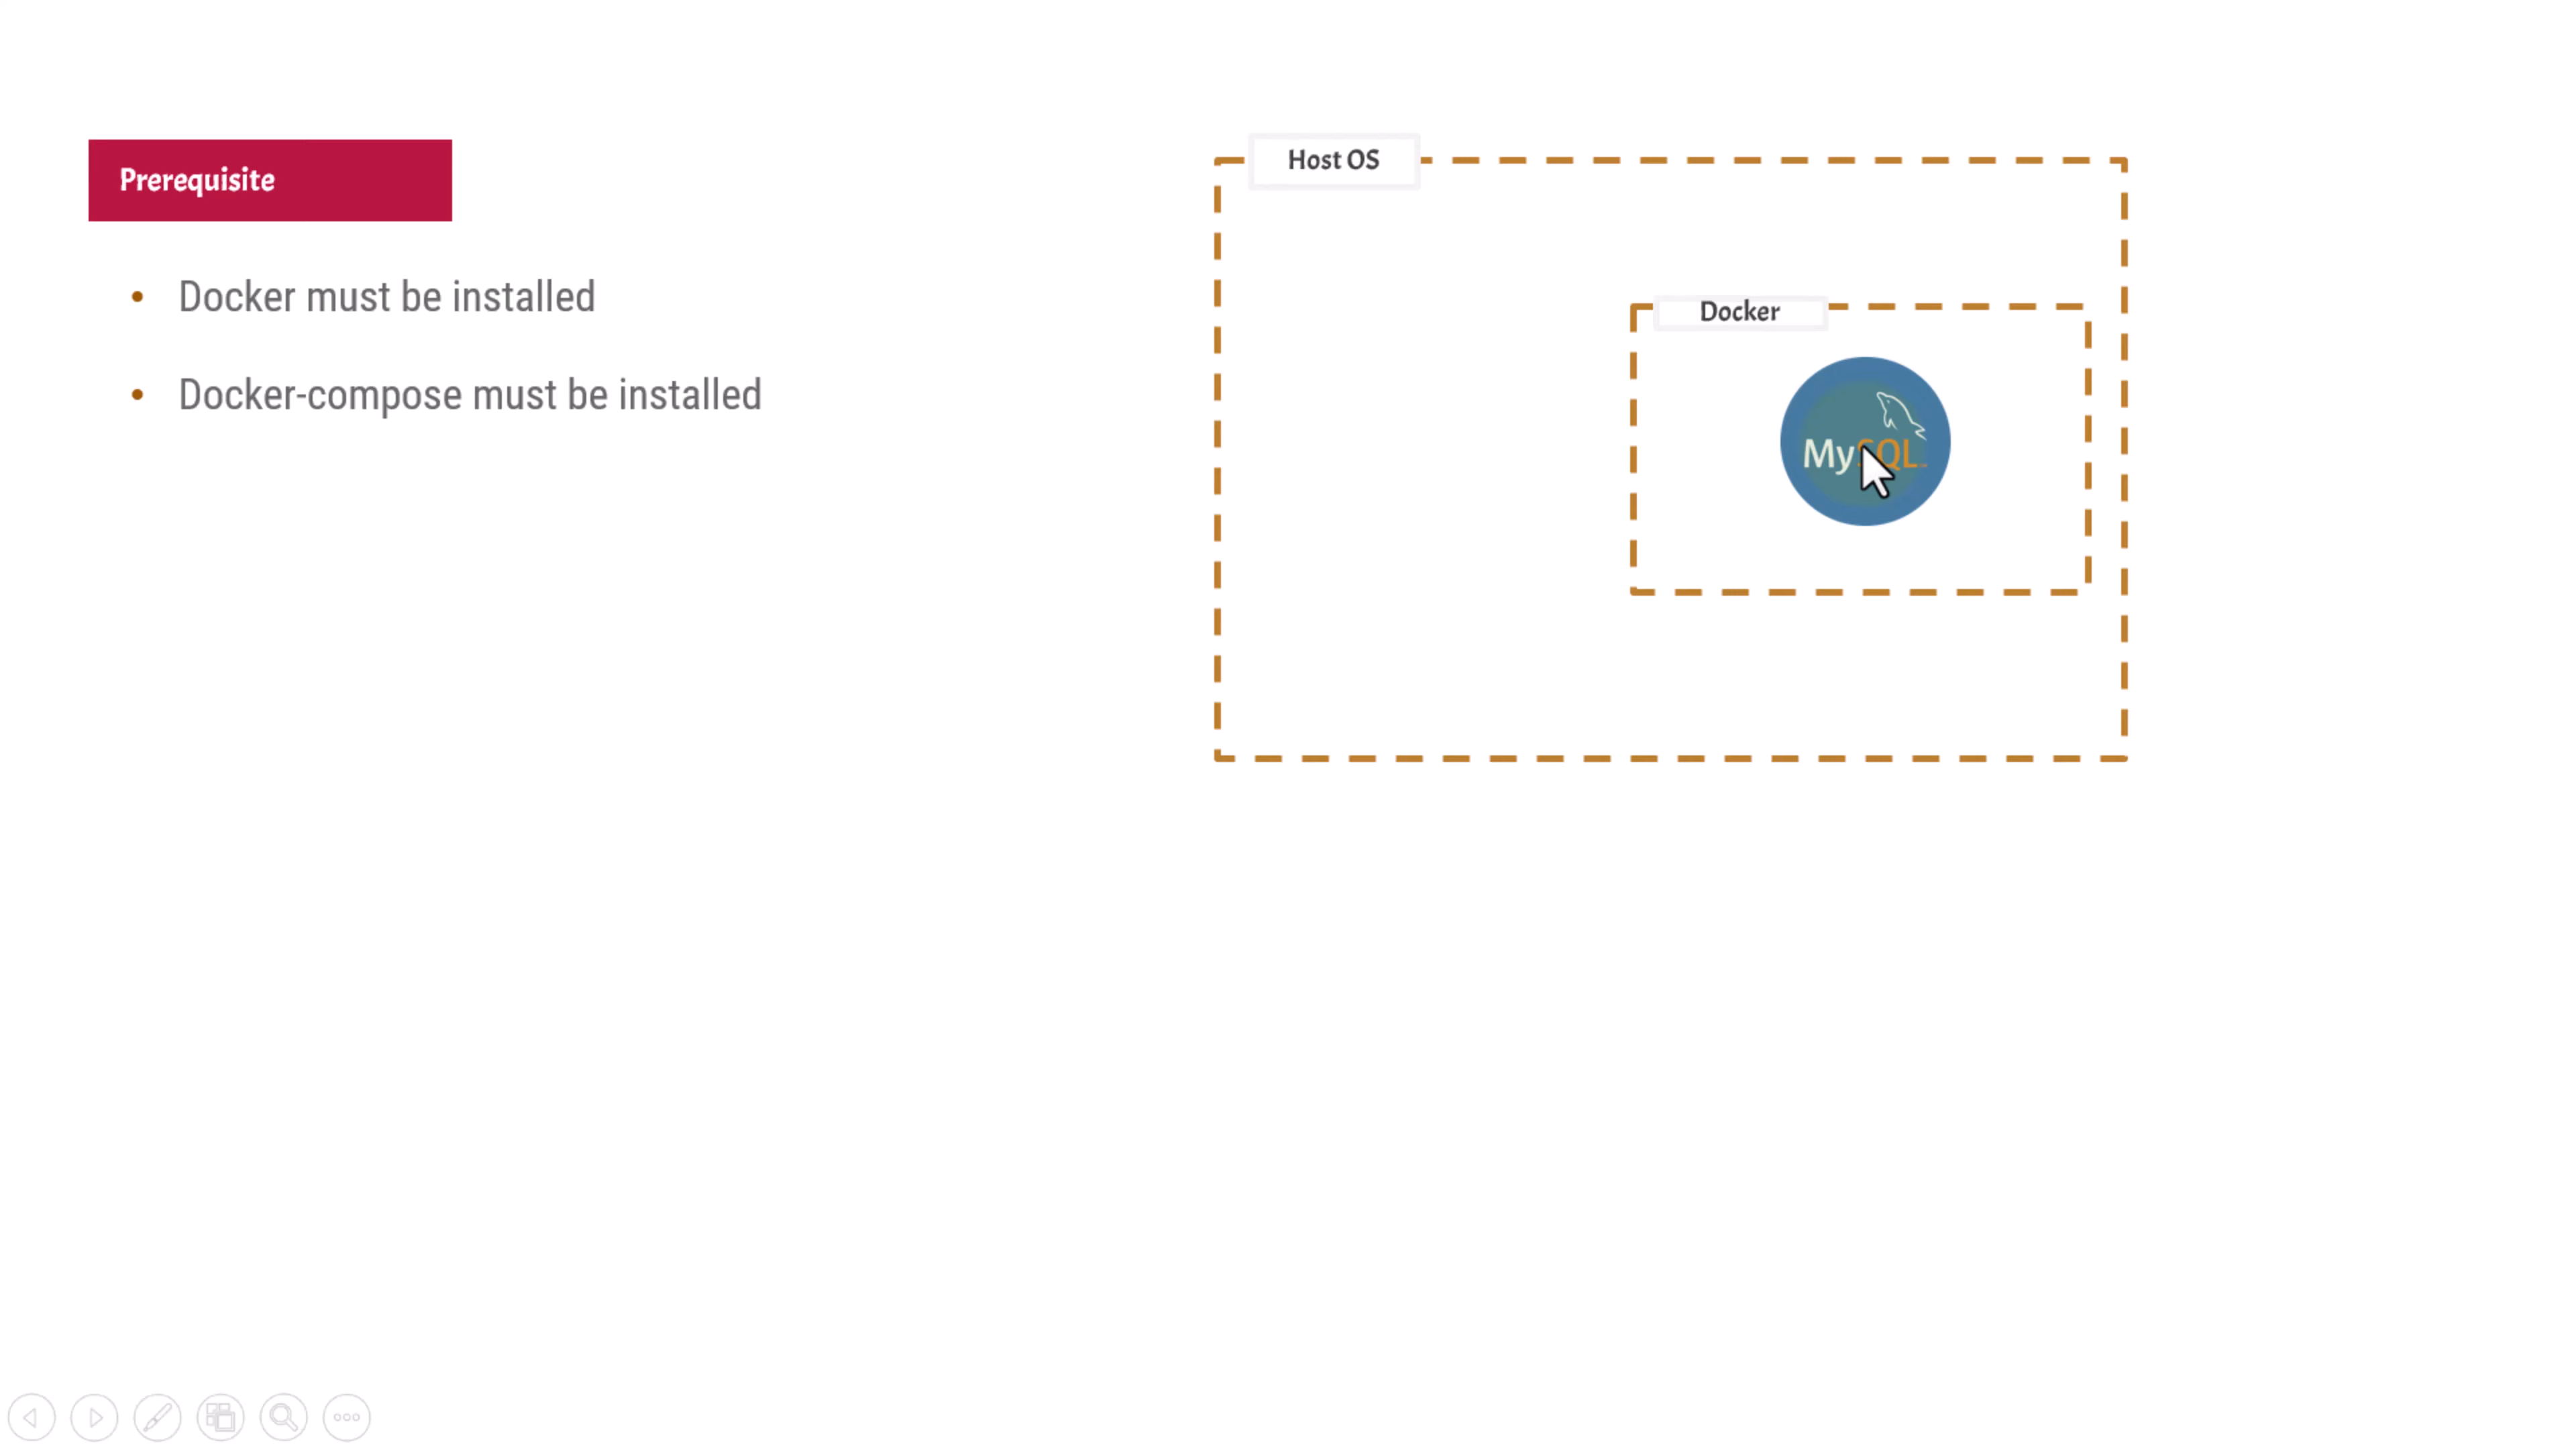 Prerequisite
Docker must be installed
Docker-compose must be installed
Host OS
Docker
MySQL